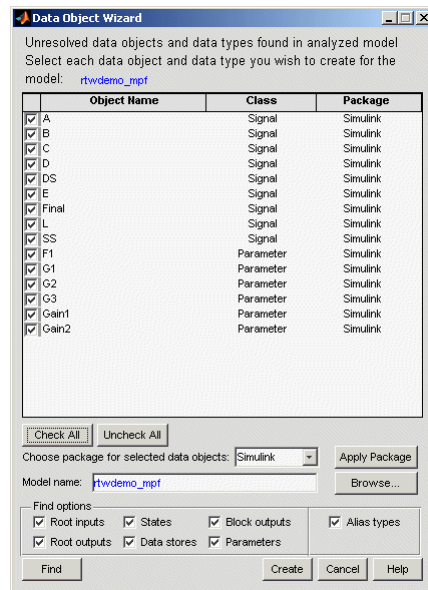 Data Object Wizard
Unresolved data objects and data types found in analyzed model
Select each data object and data type you wish to create for the
model: rtwdemo_mpf
Object Name Class Package
A Signal Simulink
B Signal Simulink
C Signal Simulink
D Signal Simulink
DS Signal Simulink
E Signal Simulink
Final Signal Simulink
L Signal Simulink
SS Signal Simulink
F1 Parameter Simulink
G1 Parameter Simulink
G2 Parameter Simulink
G3 Parameter Simulink
Gain1 Parameter Simulink
Gain2 Parameter Simulink
Check All Uncheck All
Choose package for selected data objects: Simulink Apply Package
Model name: rtwdemo_mpf Browse...
Find options
Root inputs States Block outputs Alias types
Root outputs Data stores Parameters
Find Create Cancel Help